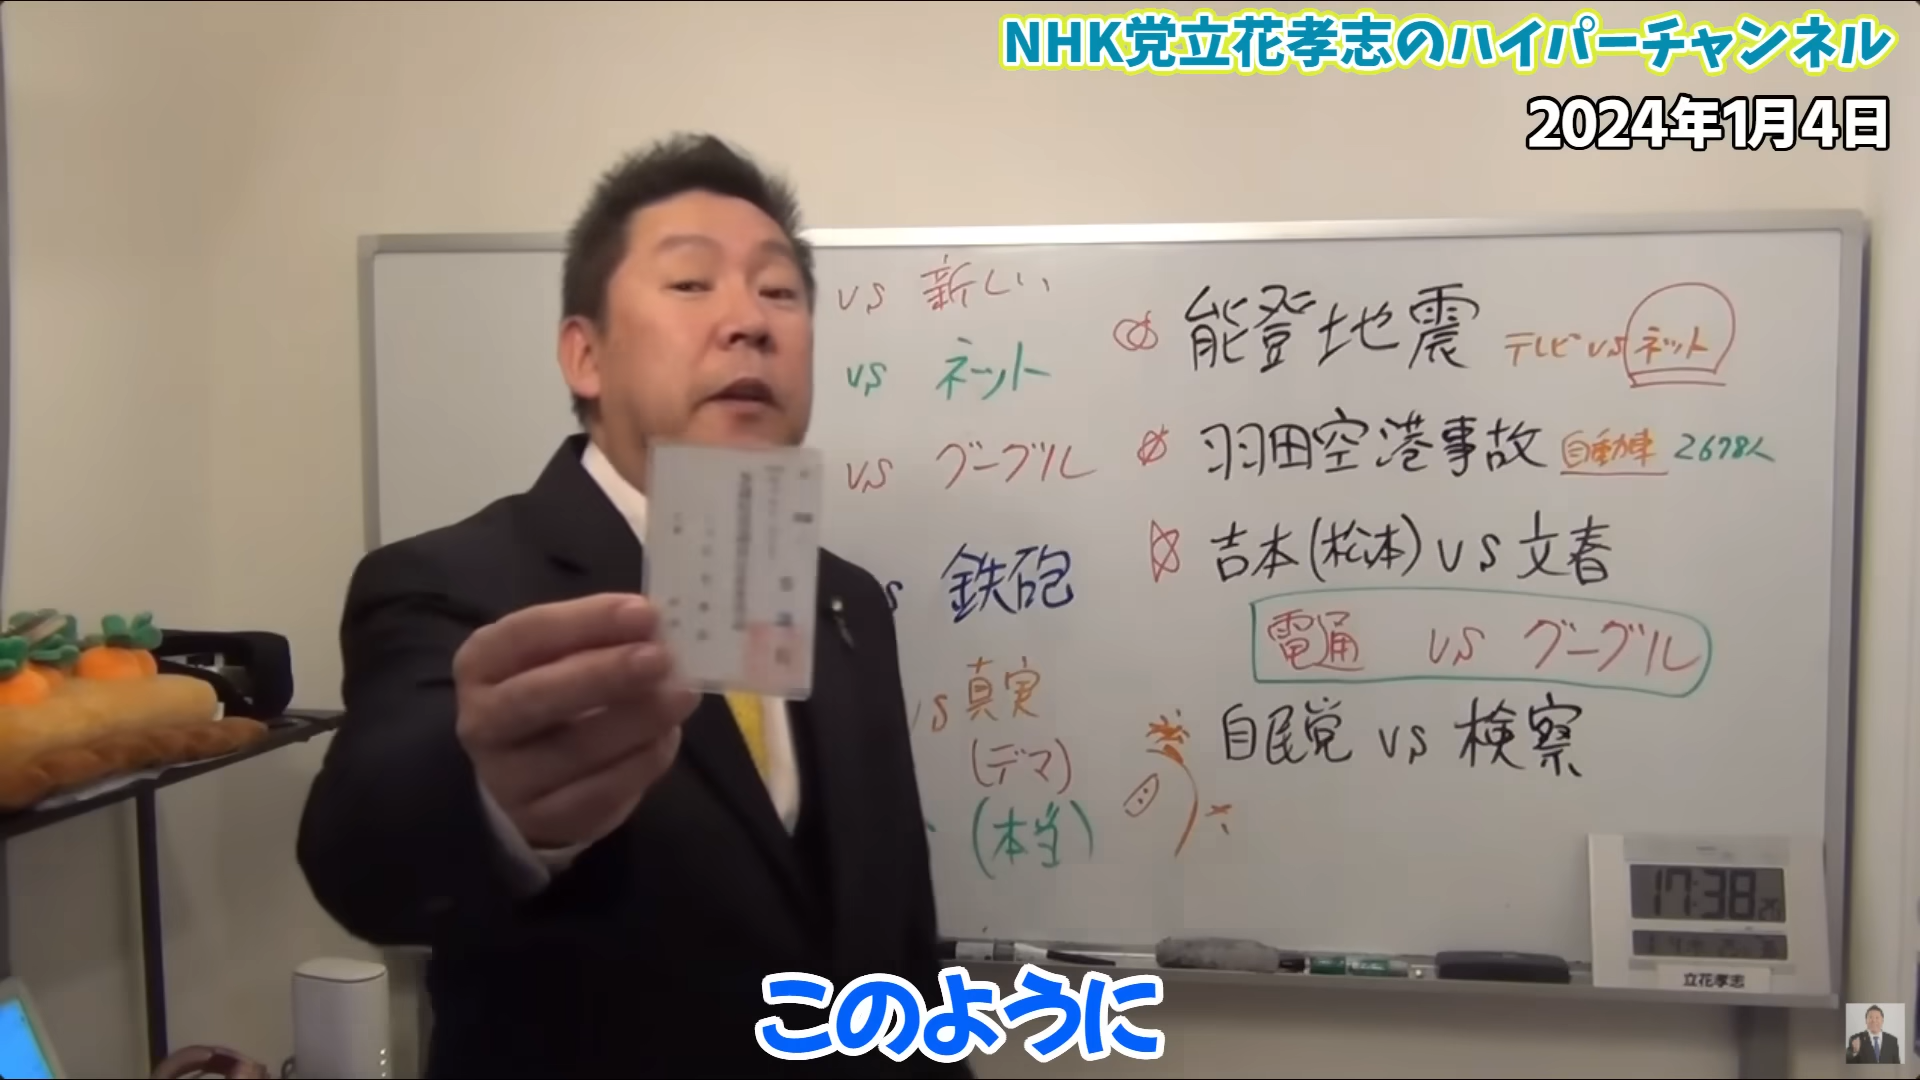 NHK党立花孝志のハイパーチャンネル
2024年1月4日
vs 新しい
vs ネット
vs グーグル
鉄砲
vs 真実
(デマ)
(本当)
能登地震 テレビvsネット
羽田空港事故 自動車 2678人
吉本(松本)vs文春
電通 vs グーグル
自民党 vs 検察
17:38
立花孝志
このように